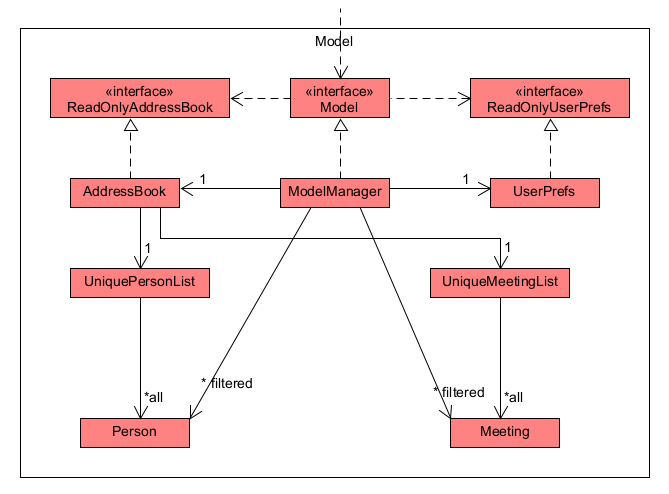 Model
«interface»
ReadOnlyAddressBook
«interface»
Model
«interface»
ReadOnlyUserPrefs
AddressBook
1
ModelManager
1
UserPrefs
1
1
UniquePersonList
UniqueMeetingList
* filtered
* filtered
*all
*all
Person
Meeting